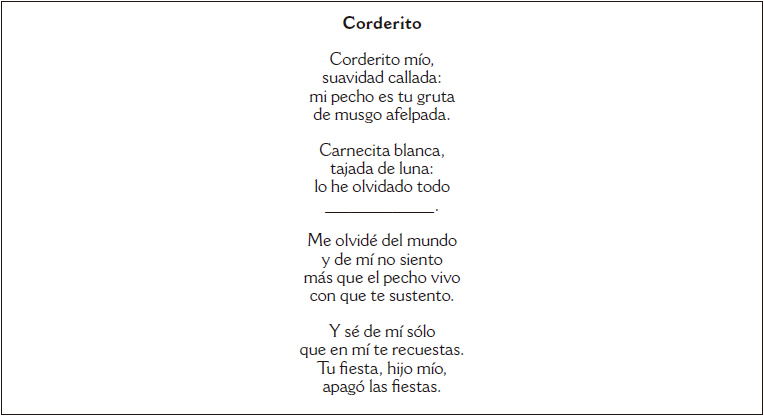 Corderito
Corderito mío,
suavidad callada:
mi pecho es tu gruta
de musgo afelpada.
Carnecita blanca,
tajada de luna:
lo he olvidado todo
____________.
Me olvidé del mundo
y de mí no siento
más que el pecho vivo
con que te sustento.
Y sé de mí sólo
que en mí te recuestas.
Tu fiesta, hijo mío,
apagó las fiestas.